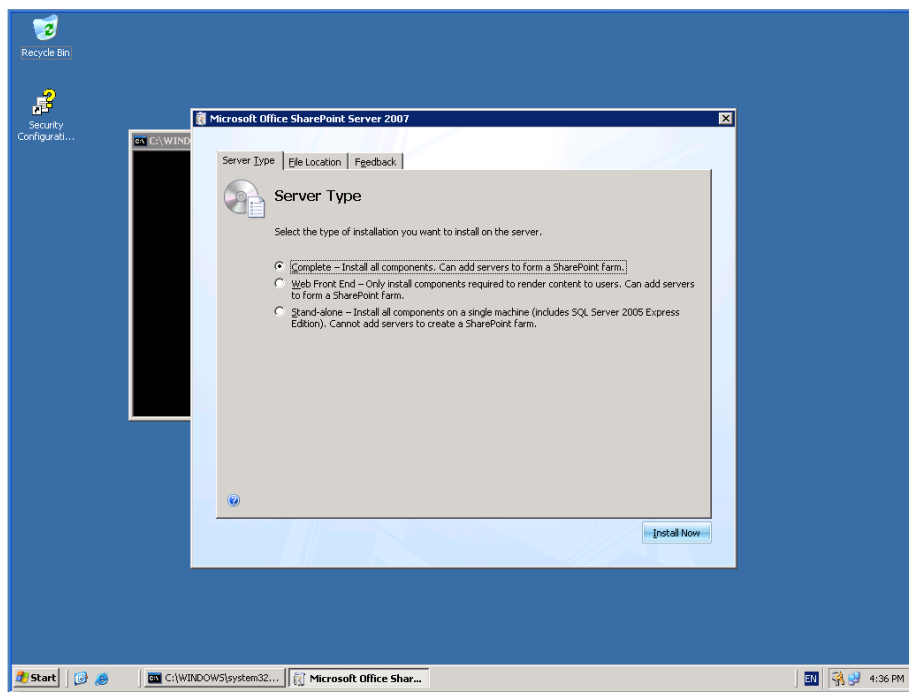 Recycle Bin
Security
Configurati...
C:\WIND
Microsoft Office SharePoint Server 2007
Server Type
File Location
Feedback
Server Type
Select the type of installation you want to install on the server.
Complete – Install all components. Can add servers to form a SharePoint farm.
Web Front End – Only install components required to render content to users. Can add servers
to form a SharePoint farm.
Stand-alone – Install all components on a single machine (includes SQL Server 2005 Express
Edition). Cannot add servers to create a SharePoint farm.
Install Now
Start
C:\WINDOWS\system32...
Microsoft Office Shar...
EN
4:36 PM